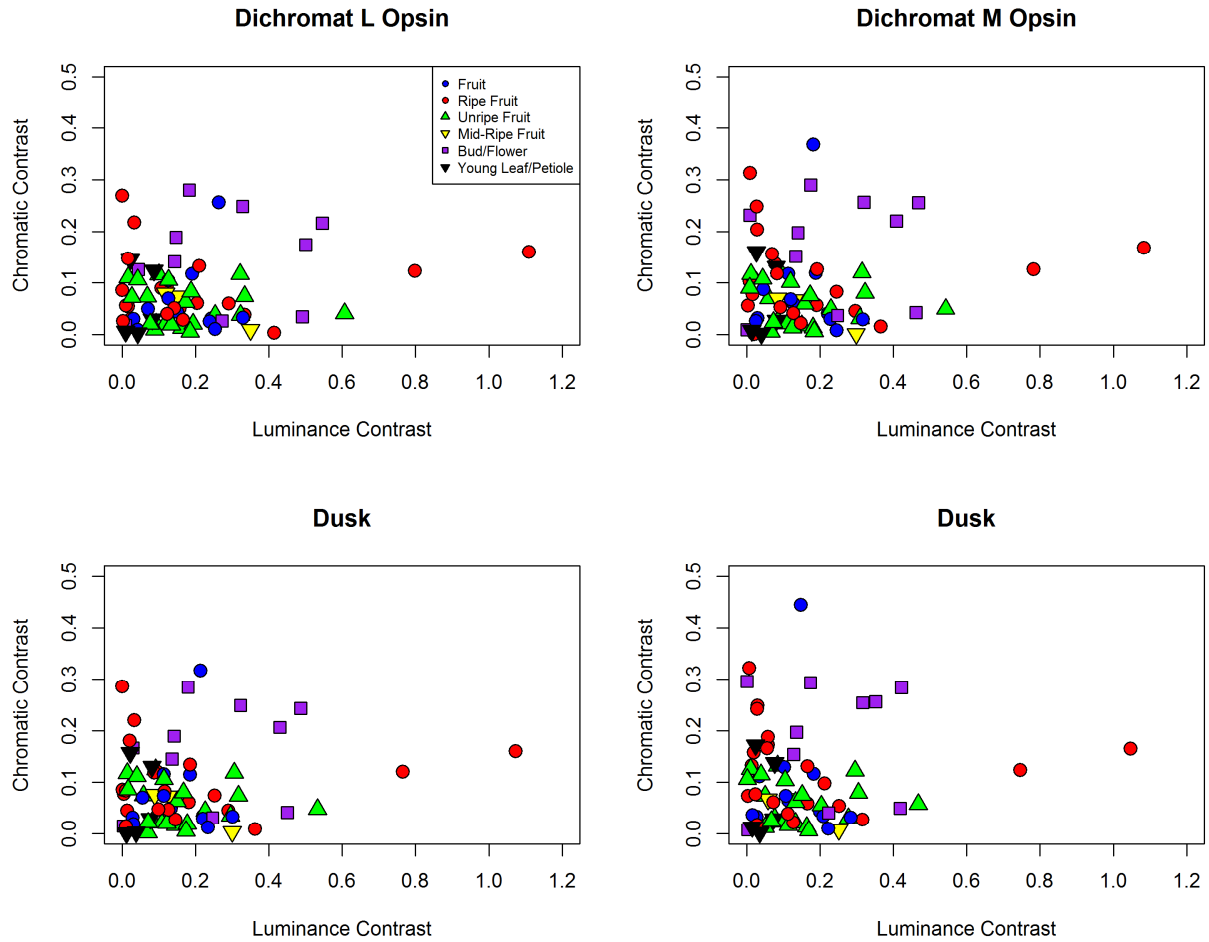 Dichromat L Opsin
0.0 0.1 0.2 0.3 0.4 0.5
Chromatic Contrast
Fruit
Ripe Fruit
Unripe Fruit
Mid-Ripe Fruit
Bud/Flower
Young Leaf/Petiole
0.0 0.2 0.4 0.6 0.8 1.0 1.2
Luminance Contrast
Dichromat M Opsin
0.0 0.1 0.2 0.3 0.4 0.5
Chromatic Contrast
0.0 0.2 0.4 0.6 0.8 1.0 1.2
Luminance Contrast
Dusk
0.0 0.1 0.2 0.3 0.4 0.5
Chromatic Contrast
0.0 0.2 0.4 0.6 0.8 1.0 1.2
Luminance Contrast
Dusk
0.0 0.1 0.2 0.3 0.4 0.5
Chromatic Contrast
0.0 0.2 0.4 0.6 0.8 1.0 1.2
Luminance Contrast